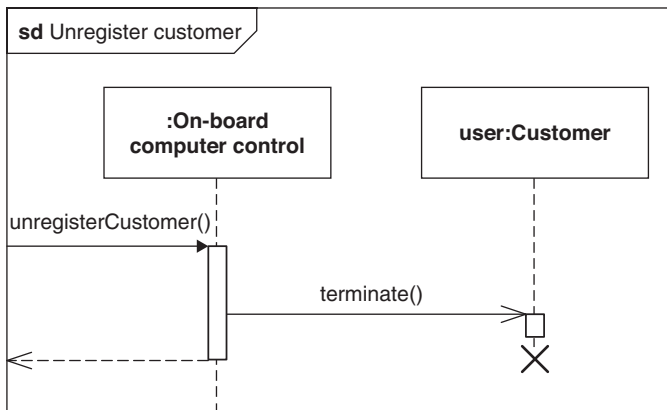 sd Unregister customer
:On-board
computer control
user:Customer
unregisterCustomer()
terminate()